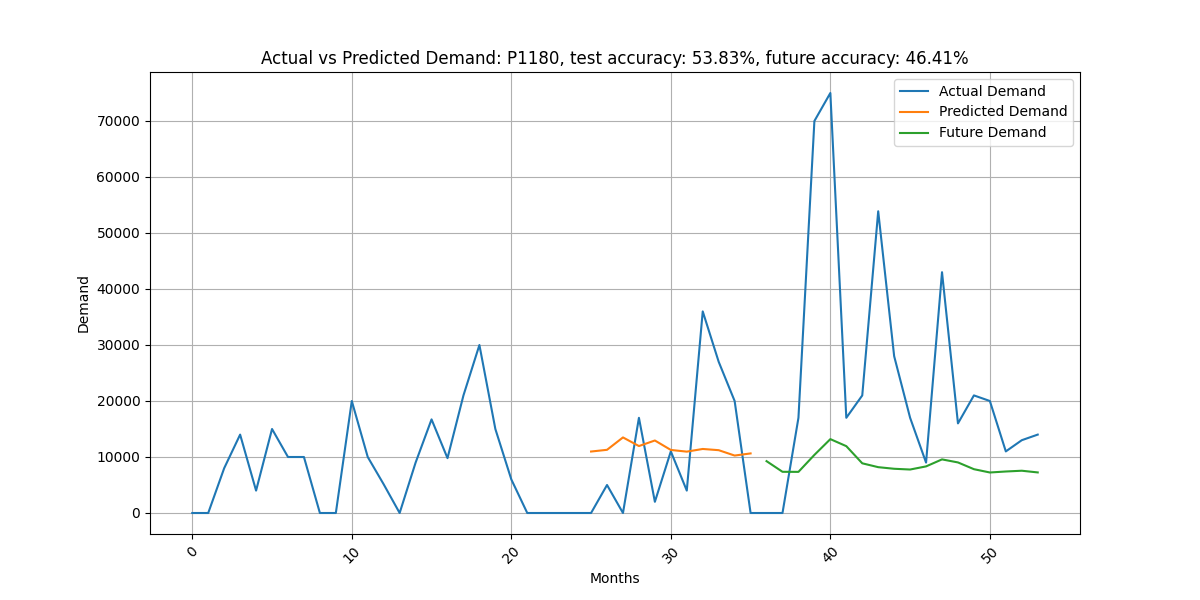 Actual vs Predicted Demand: P1180, test accuracy: 53.83%, future accuracy: 46.41%
Actual Demand
Predicted Demand
Future Demand
70000
60000
50000
40000
30000
20000
10000
0
Demand
0
10
20
30
40
50
Months